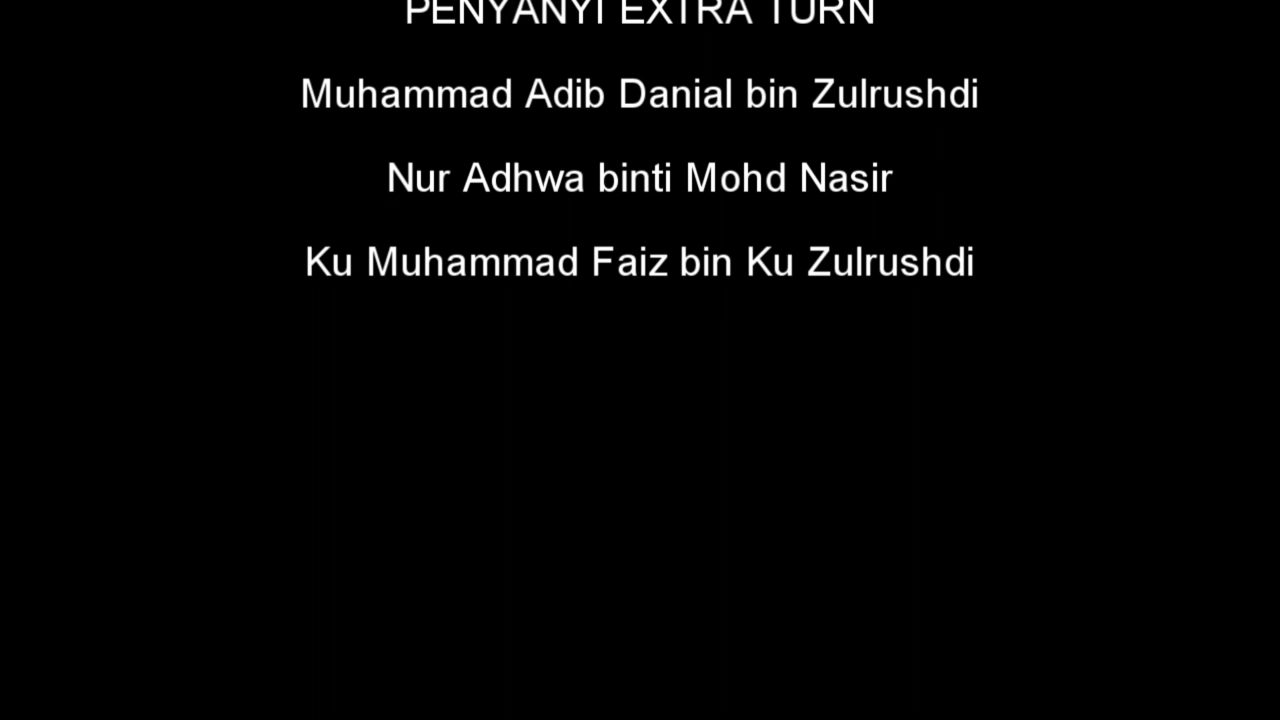 PENYANYI EXTRA TURN
Muhammad Adib Danial bin Zulrushdi
Nur Adhwa binti Mohd Nasir
Ku Muhammad Faiz bin Ku Zulrushdi